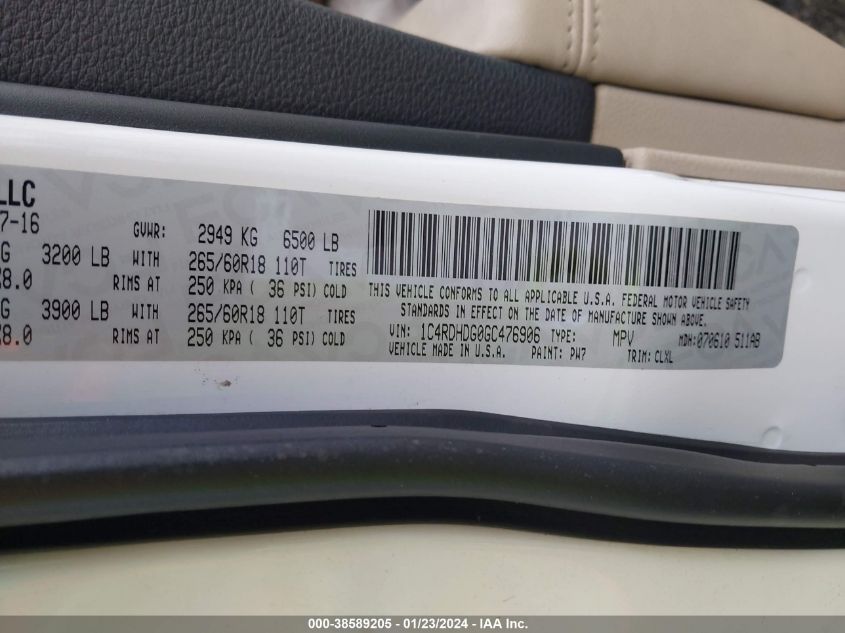 LLC
7-16
GVWR: 2949 KG 6500 LB
G 3200 LB WITH 265/60R18 110T TIRES
X8.0 RIMS AT 250 KPA ( 36 PSI) COLD
G 3900 LB WITH 265/60R18 110T TIRES
X8.0 RIMS AT 250 KPA ( 36 PSI) COLD
THIS VEHICLE CONFORMS TO ALL APPLICABLE U.S.A. FEDERAL MOTOR VEHICLE SAFETY
STANDARDS IN EFFECT ON THE DATE OF MANUFACTURE SHOWN ABOVE.
VIN: 1C4RDHDG0GC476906 TYPE: MPV MDH: 070610 511AB
VEHICLE MADE IN U.S.A. PAINT: PW7 TRIM: CLXL
000-38589205 - 01/23/2024 - IAA Inc.